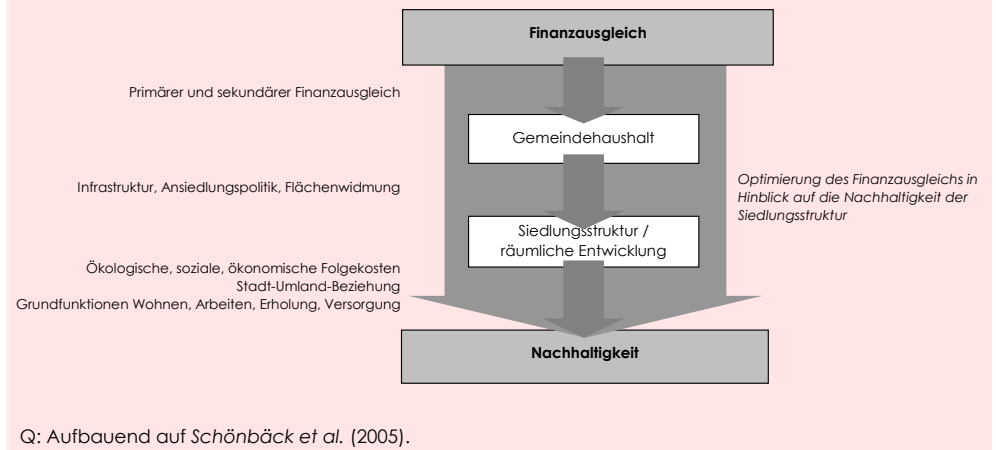 Finanzausgleich
Primärer und sekundärer Finanzausgleich
Gemeindehaushalt
Infrastruktur, Ansiedlungspolitik, Flächenwidmung
Optimierung des Finanzausgleichs in
Hinblick auf die Nachhaltigkeit der
Siedlungsstruktur
Siedlungsstruktur /
räumliche Entwicklung
Ökologische, soziale, ökonomische Folgekosten
Stadt-Umland-Beziehung
Grundfunktionen Wohnen, Arbeiten, Erholung, Versorgung
Nachhaltigkeit
Q: Aufbauend auf Schönbäck et al. (2005).